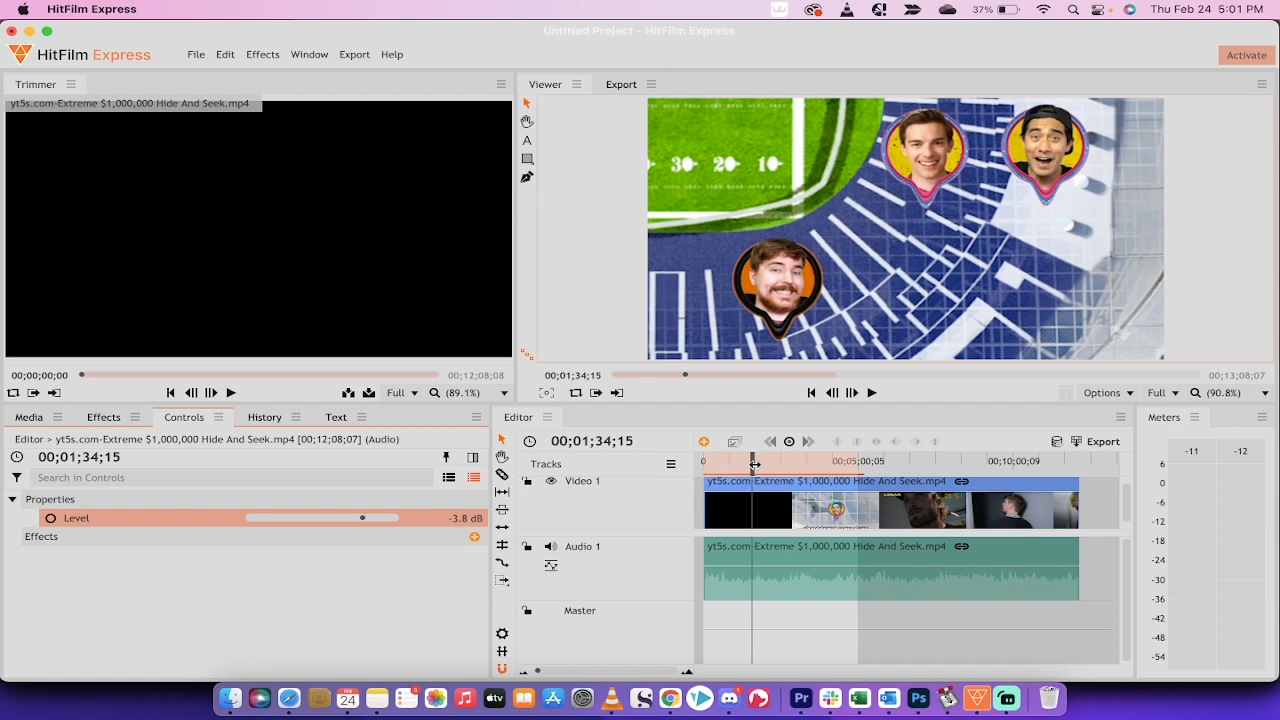 HitFilm Express
37%
Thu Feb 24 5:01 PM
Untitled Project - HitFilm Express
HitFilm Express
File Edit Effects Window Export Help
Activate
Trimmer
Viewer Export
yt5s.com-Extreme $1,000,000 Hide And Seek.mp4
30 20 10
00;00;00;00
00;12;08;08
Full (89.1%)
00;01;34;15
00;13;08;07
Options Full (90.8%)
Media Effects Controls History Text
Editor > yt5s.com-Extreme $1,000,000 Hide And Seek.mp4 [00;12;08;07] (Audio)
00;01;34;15
Search in Controls
Properties
Level -3.8 dB
Effects
Editor
00;01;34;15
Export
Tracks
0 00;05;00;05 00;10;00;09
Video 1
yt5s.com-Extreme $1,000,000 Hide And Seek.mp4
Audio 1
yt5s.com-Extreme $1,000,000 Hide And Seek.mp4
Master
Meters
-11 -12
6
0
-6
-12
-18
-24
-30
-36
-42
-48
-54
FEB
24
tv
Pr
Ps